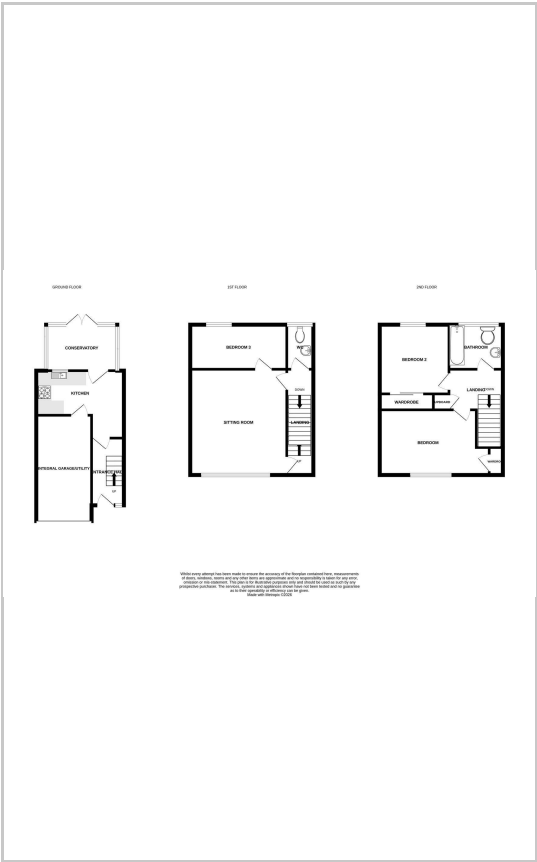 GROUND FLOOR
1ST FLOOR
2ND FLOOR
CONSERVATORY
KITCHEN
INTEGRAL GARAGE/UTILITY
ENTRANCE HALL
UP
BEDROOM 3
WC
DOWN
SITTING ROOM
LANDING
UP
BEDROOM 2
BATHROOM
LANDING
DOWN
WARDROBE
CUPBOARD
BEDROOM
WARDROBE
Whilst every attempt has been made to ensure the accuracy of the floorplan contained here, measurements
of doors, windows, rooms and any other items are approximate and no responsibility is taken for any error,
omission or mis-statement. This plan is for illustrative purposes only and should be used as such by any
prospective purchaser. The services, systems and appliances shown have not been tested and no guarantee
as to their operability or efficiency can be given.
Made with Metropix ©2026